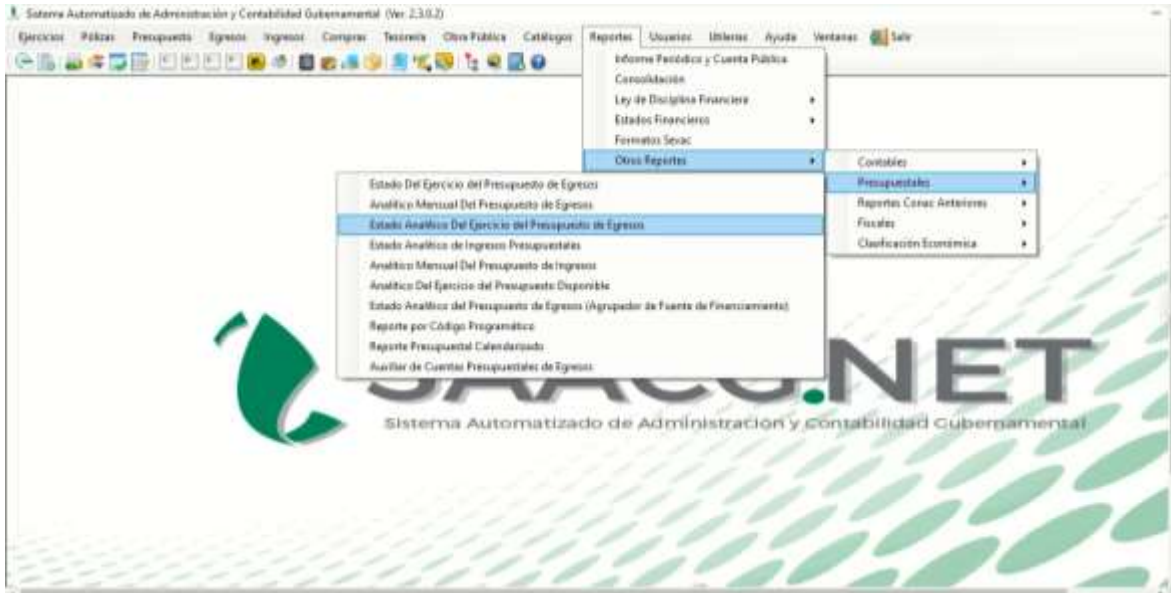 Sistema Automatizado de Administración y Contabilidad Gubernamental (Ver. 2.3.0.2)
Ejercicios Pólizas Presupuesto Egresos Ingresos Compras Tesorería Obra Pública Catálogos Reportes Usuarios Utilerias Ayuda Ventanas Salir
Informe Periódico y Cuenta Pública
Consolidación
Ley de Disciplina Financiera
Estados Financieros
Formatos Sevac
Otros Reportes
Contables
Presupuestales
Reportes Conac Anteriores
Fiscales
Clasificación Económica
Estado Del Ejercicio del Presupuesto de Egresos
Analítico Mensual Del Presupuesto de Egresos
Estado Analítico Del Ejercicio del Presupuesto de Egresos
Estado Analítico de Ingresos Presupuestales
Analítico Mensual Del Presupuesto de Ingresos
Analítico Del Ejercicio del Presupuesto Disponible
Estado Analítico del Presupuesto de Egresos (Agrupador de Fuente de Financiamiento)
Reporte por Código Programático
Reporte Presupuestal Calendarizado
Auxiliar de Cuentas Presupuestales de Egresos
SAACG.NET
Sistema Automatizado de Administración y Contabilidad Gubernamental